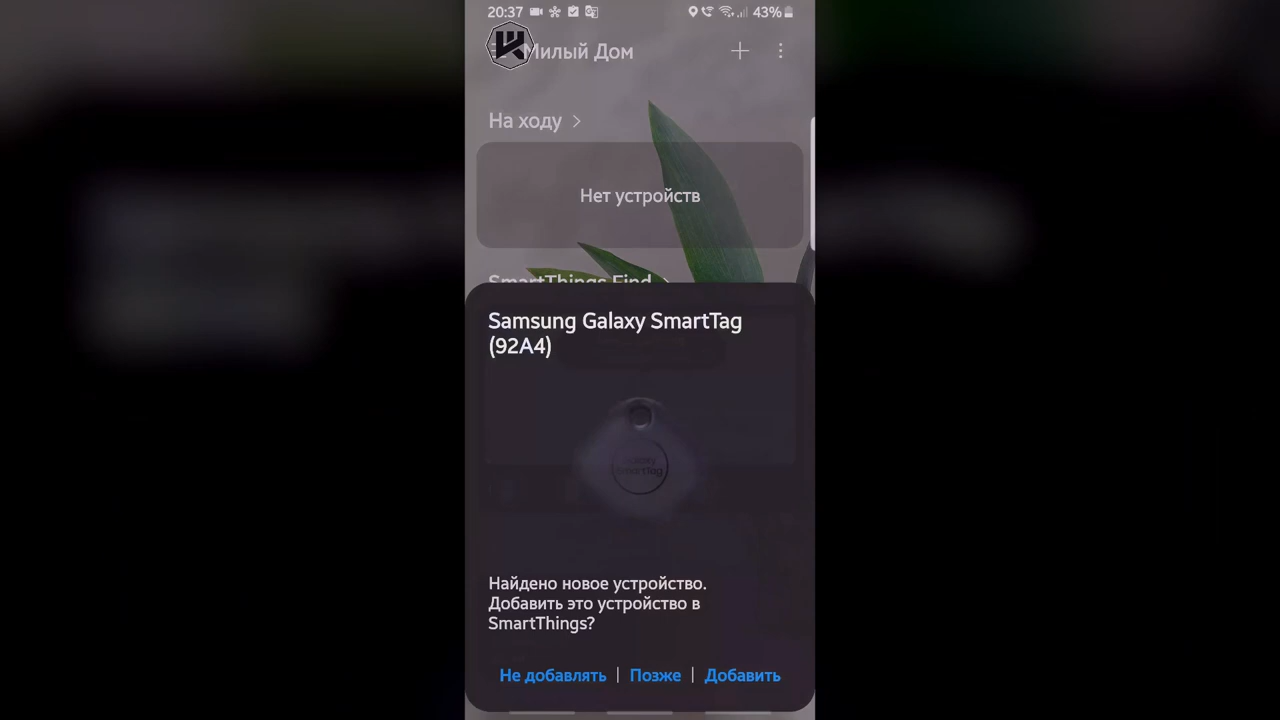 20:37
43%
Милый Дом
На ходу
Нет устройств
SmartThings Find
Samsung Galaxy SmartTag
(92A4)
Galaxy
SmartTag
Найдено новое устройство.
Добавить это устройство в
SmartThings?
Не добавлять | Позже | Добавить